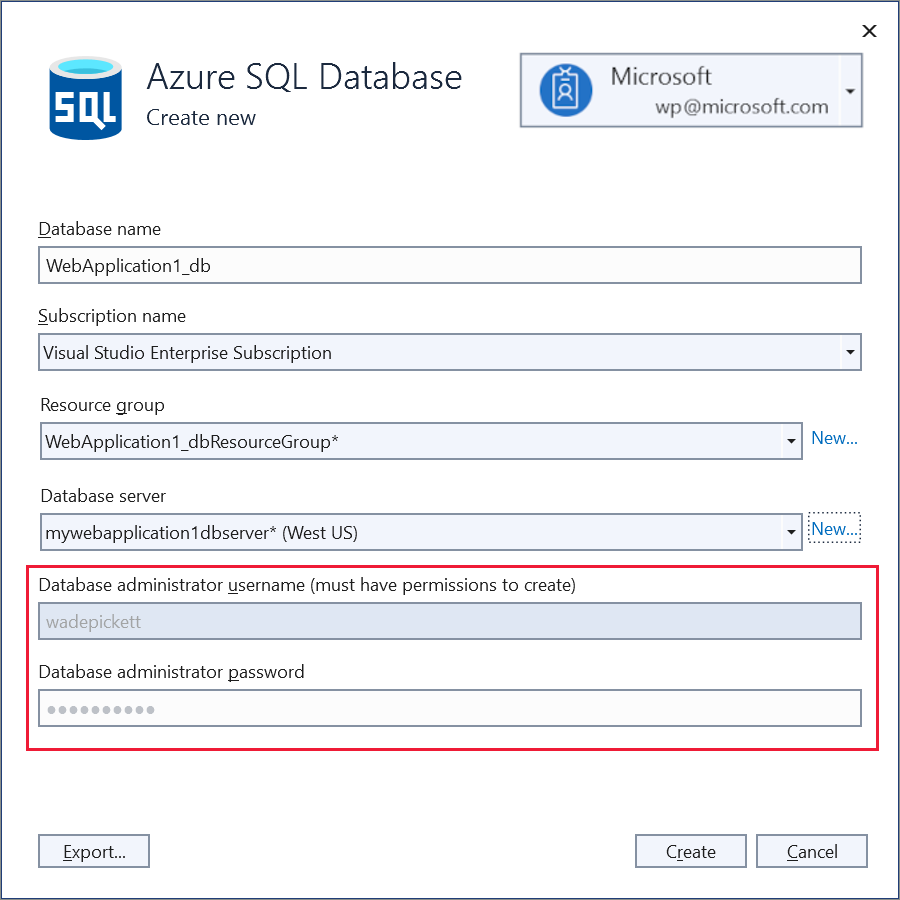 Azure SQL Database
Create new
SQL
Microsoft
wp@microsoft.com
Database name
WebApplication1_db
Subscription name
Visual Studio Enterprise Subscription
Resource group
WebApplication1_dbResourceGroup*
New...
Database server
mywebapplication1dbserver* (West US)
New...
Database administrator username (must have permissions to create)
wadepickett
Database administrator password
●●●●●●●●●●
Export...
Create
Cancel